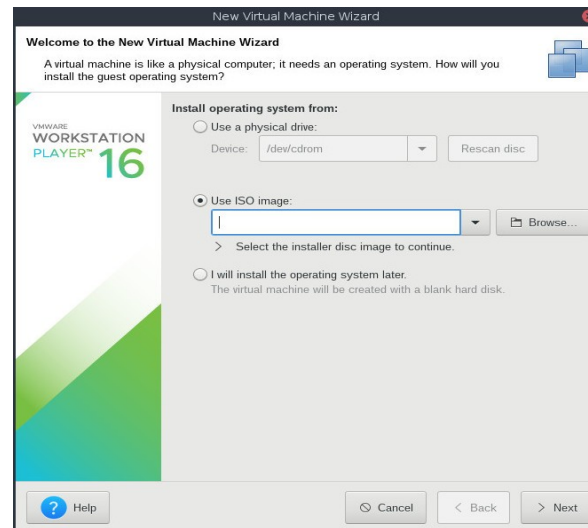 New Virtual Machine Wizard
Welcome to the New Virtual Machine Wizard
A virtual machine is like a physical computer; it needs an operating system. How will you
install the guest operating system?
VMWARE
WORKSTATION
PLAYER™ 16
Install operating system from:
Use a physical drive:
Device: /dev/cdrom Rescan disc
Use ISO image:
Browse...
> Select the installer disc image to continue.
I will install the operating system later.
The virtual machine will be created with a blank hard disk.
? Help Cancel < Back > Next